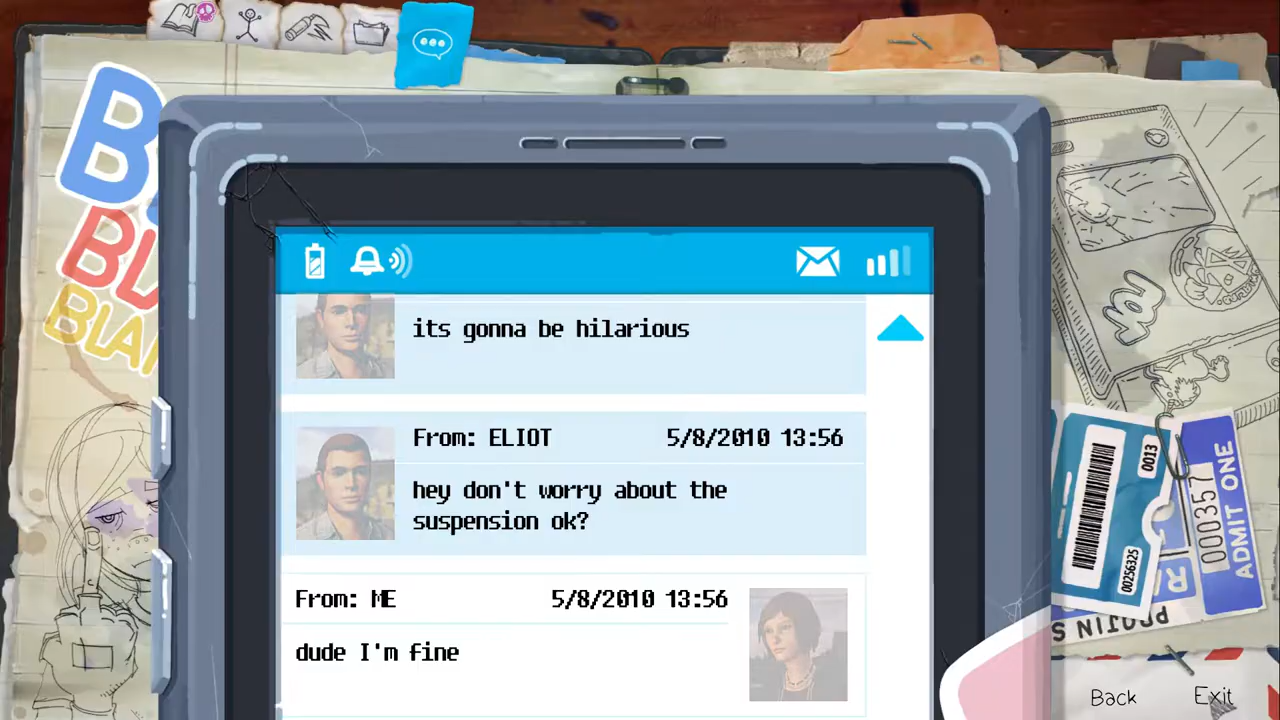 its gonna be hilarious
From: ELIOT 5/8/2010 13:56
hey don't worry about the
suspension ok?
From: ME 5/8/2010 13:56
dude I'm fine
0013
00256325
000357
ADMIT ONE
Back
Exit